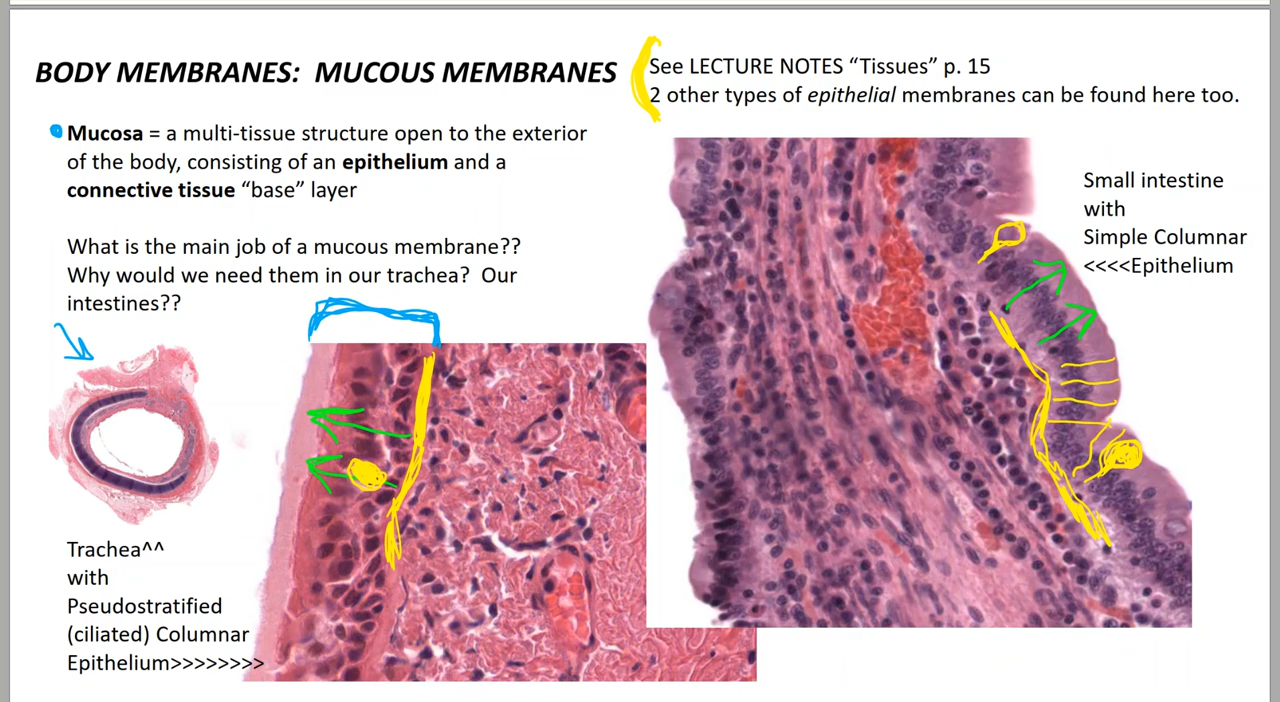 BODY MEMBRANES:  MUCOUS MEMBRANES
See LECTURE NOTES “Tissues” p. 15
2 other types of epithelial membranes can be found here too.
Mucosa = a multi-tissue structure open to the exterior
of the body, consisting of an epithelium and a
connective tissue “base” layer
What is the main job of a mucous membrane??
Why would we need them in our trachea?  Our
intestines??
Small intestine
with
Simple Columnar
<<<<Epithelium
Trachea^^
with
Pseudostratified
(ciliated) Columnar
Epithelium>>>>>>>>